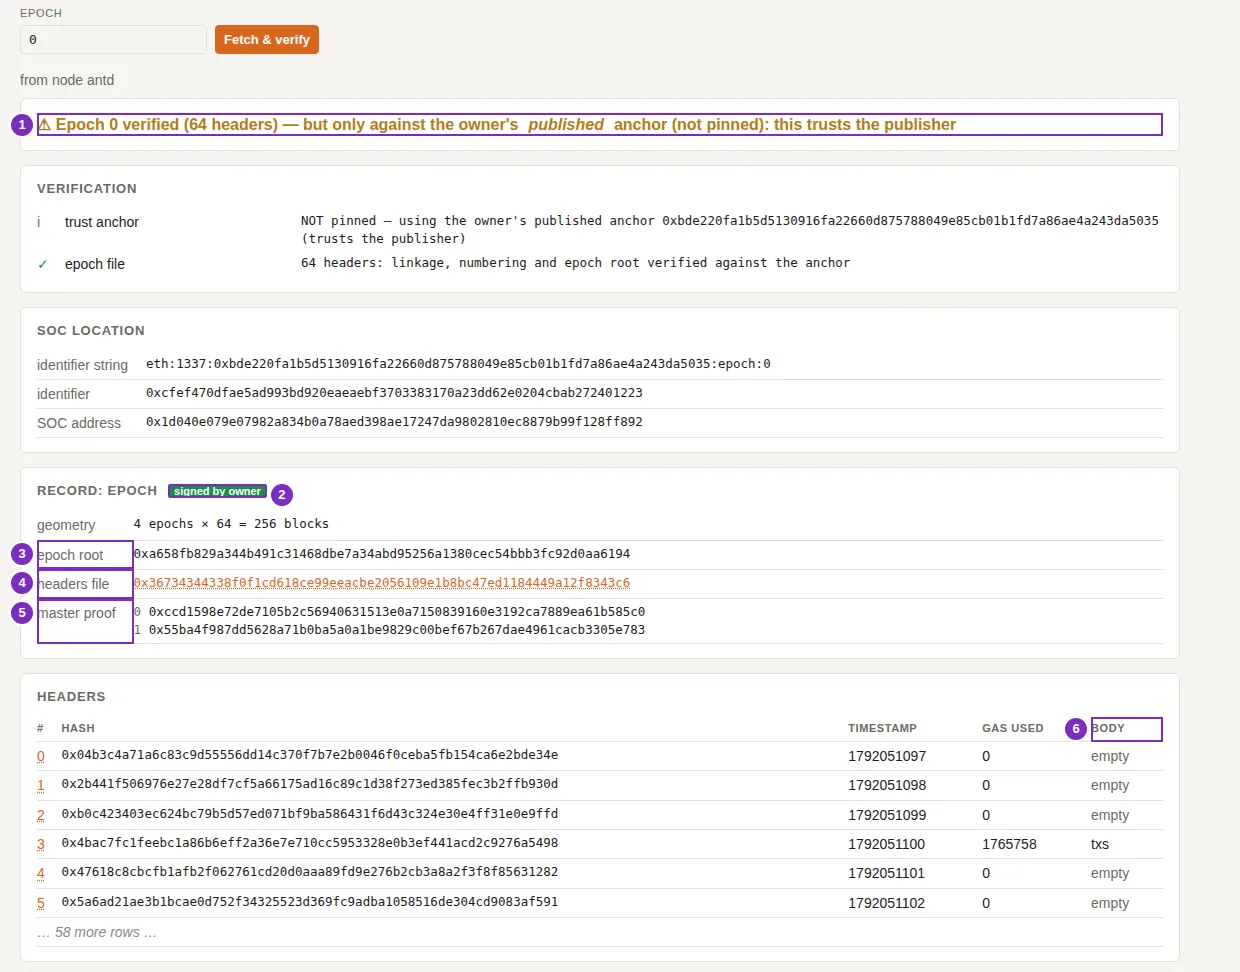 EPOCH
0 Fetch & verify
from node antd
1 ⚠ Epoch 0 verified (64 headers) — but only against the owner's published anchor (not pinned): this trusts the publisher
VERIFICATION
i trust anchor NOT pinned — using the owner's published anchor 0xbde220fa1b5d5130916fa22660d875788049e85cb01b1fd7a86ae4a243da5035
(trusts the publisher)
✓ epoch file 64 headers: linkage, numbering and epoch root verified against the anchor
SOC LOCATION
identifier string eth:1337:0xbde220fa1b5d5130916fa22660d875788049e85cb01b1fd7a86ae4a243da5035:epoch:0
identifier 0xcfef470dfae5ad993bd920eaeaebf3703383170a23dd62e0204cbab272401223
SOC address 0x1d040e079e07982a834b0a78aed398ae17247da9802810ec8879b99f128ff892
RECORD: EPOCH signed by owner 2
geometry 4 epochs × 64 = 256 blocks
3 epoch root 0xa658fb829a344b491c31468dbe7a34abd95256a1380cec54bbb3fc92d0aa6194
4 headers file 0x36734344338f0f1cd618ce99eeacbe2056109e1b8bc47ed1184449a12f8343c6
5 master proof 0 0xccd1598e72de7105b2c56940631513e0a7150839160e3192ca7889ea61b585c0
1 0x55ba4f987dd5628a71b0ba5a0a1be9829c00bef67b267dae4961cacb3305e783
HEADERS
# HASH TIMESTAMP GAS USED 6 BODY
0 0x04b3c4a71a6c83c9d55556dd14c370f7b7e2b0046f0ceba5fb154ca6e2bde34e 1792051097 0 empty
1 0x2b441f506976e27e28df7cf5a66175ad16c89c1d38f273ed385fec3b2ffb930d 1792051098 0 empty
2 0xb0c423403ec624bc79b5d57ed071bf9ba586431f6d43c324e30e4ff31e0e9ffd 1792051099 0 empty
3 0x4bac7fc1feebc1a86b6eff2a36e7e710cc5953328e0b3ef441acd2c9276a5498 1792051100 1765758 txs
4 0x47618c8cbcfb1afb2f062761cd20d0aaa89fd9e276b2cb3a8a2f3f8f85631282 1792051101 0 empty
5 0x5a6ad21ae3b1bcae0d752f34325523d369fc9adba1058516de304cd9083af591 1792051102 0 empty
… 58 more rows …